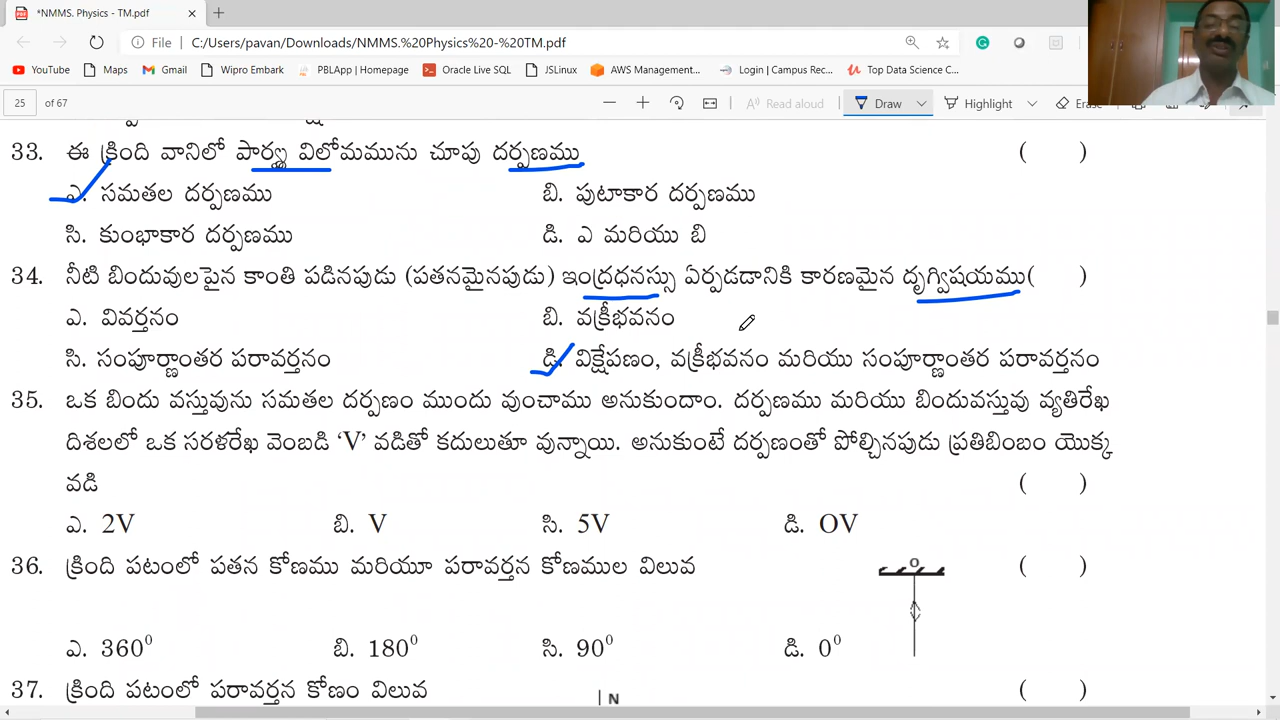 *NMMS. Physics - TM.pdf
File C:/Users/pavan/Downloads/NMMS.%20Physics%20-%20TM.pdf
YouTube Maps Gmail Wipro Embark PBLApp | Homepage Oracle Live SQL JSLinux AWS Management... Login | Campus Rec... Top Data Science C...
25 of 67 Read aloud Draw Highlight Erase
33. ఈ క్రింది వానిలో పార్శ్వ విలోమమును చూపు దర్పణము ( )
ఎ. సమతల దర్పణము బి. పుటాకార దర్పణము
సి. కుంభాకార దర్పణము డి. ఎ మరియు బి
34. నీటి బిందువులపైన కాంతి పడినపుడు (పతనమైనపుడు) ఇంద్రధనస్సు ఏర్పడడానికి కారణమైన దృగ్విషయము( )
ఎ. వివర్తనం బి. వక్రీభవనం
సి. సంపూర్ణాంతర పరావర్తనం డి. విక్షేపణం, వక్రీభవనం మరియు సంపూర్ణాంతర పరావర్తనం
35. ఒక బిందు వస్తువును సమతల దర్పణం ముందు వుంచాము అనుకుందాం. దర్పణము మరియు బిందువస్తువు వ్యతిరేఖ
దిశలలో ఒక సరళరేఖ వెంబడి ‘V’ వడితో కదులుతూ వున్నాయి. అనుకుంటే దర్పణంతో పోల్చినపుడు ప్రతిబింబం యొక్క
వడి ( )
ఎ. 2V బి. V సి. 5V డి. OV
36. క్రింది పటంలో పతన కోణము మరియూ పరావర్తన కోణముల విలువ ( )
O
ఎ. 360⁰ బి. 180⁰ సి. 90⁰ డి. 0⁰
37. క్రింది పటంలో పరావర్తన కోణం విలువ ( )
N